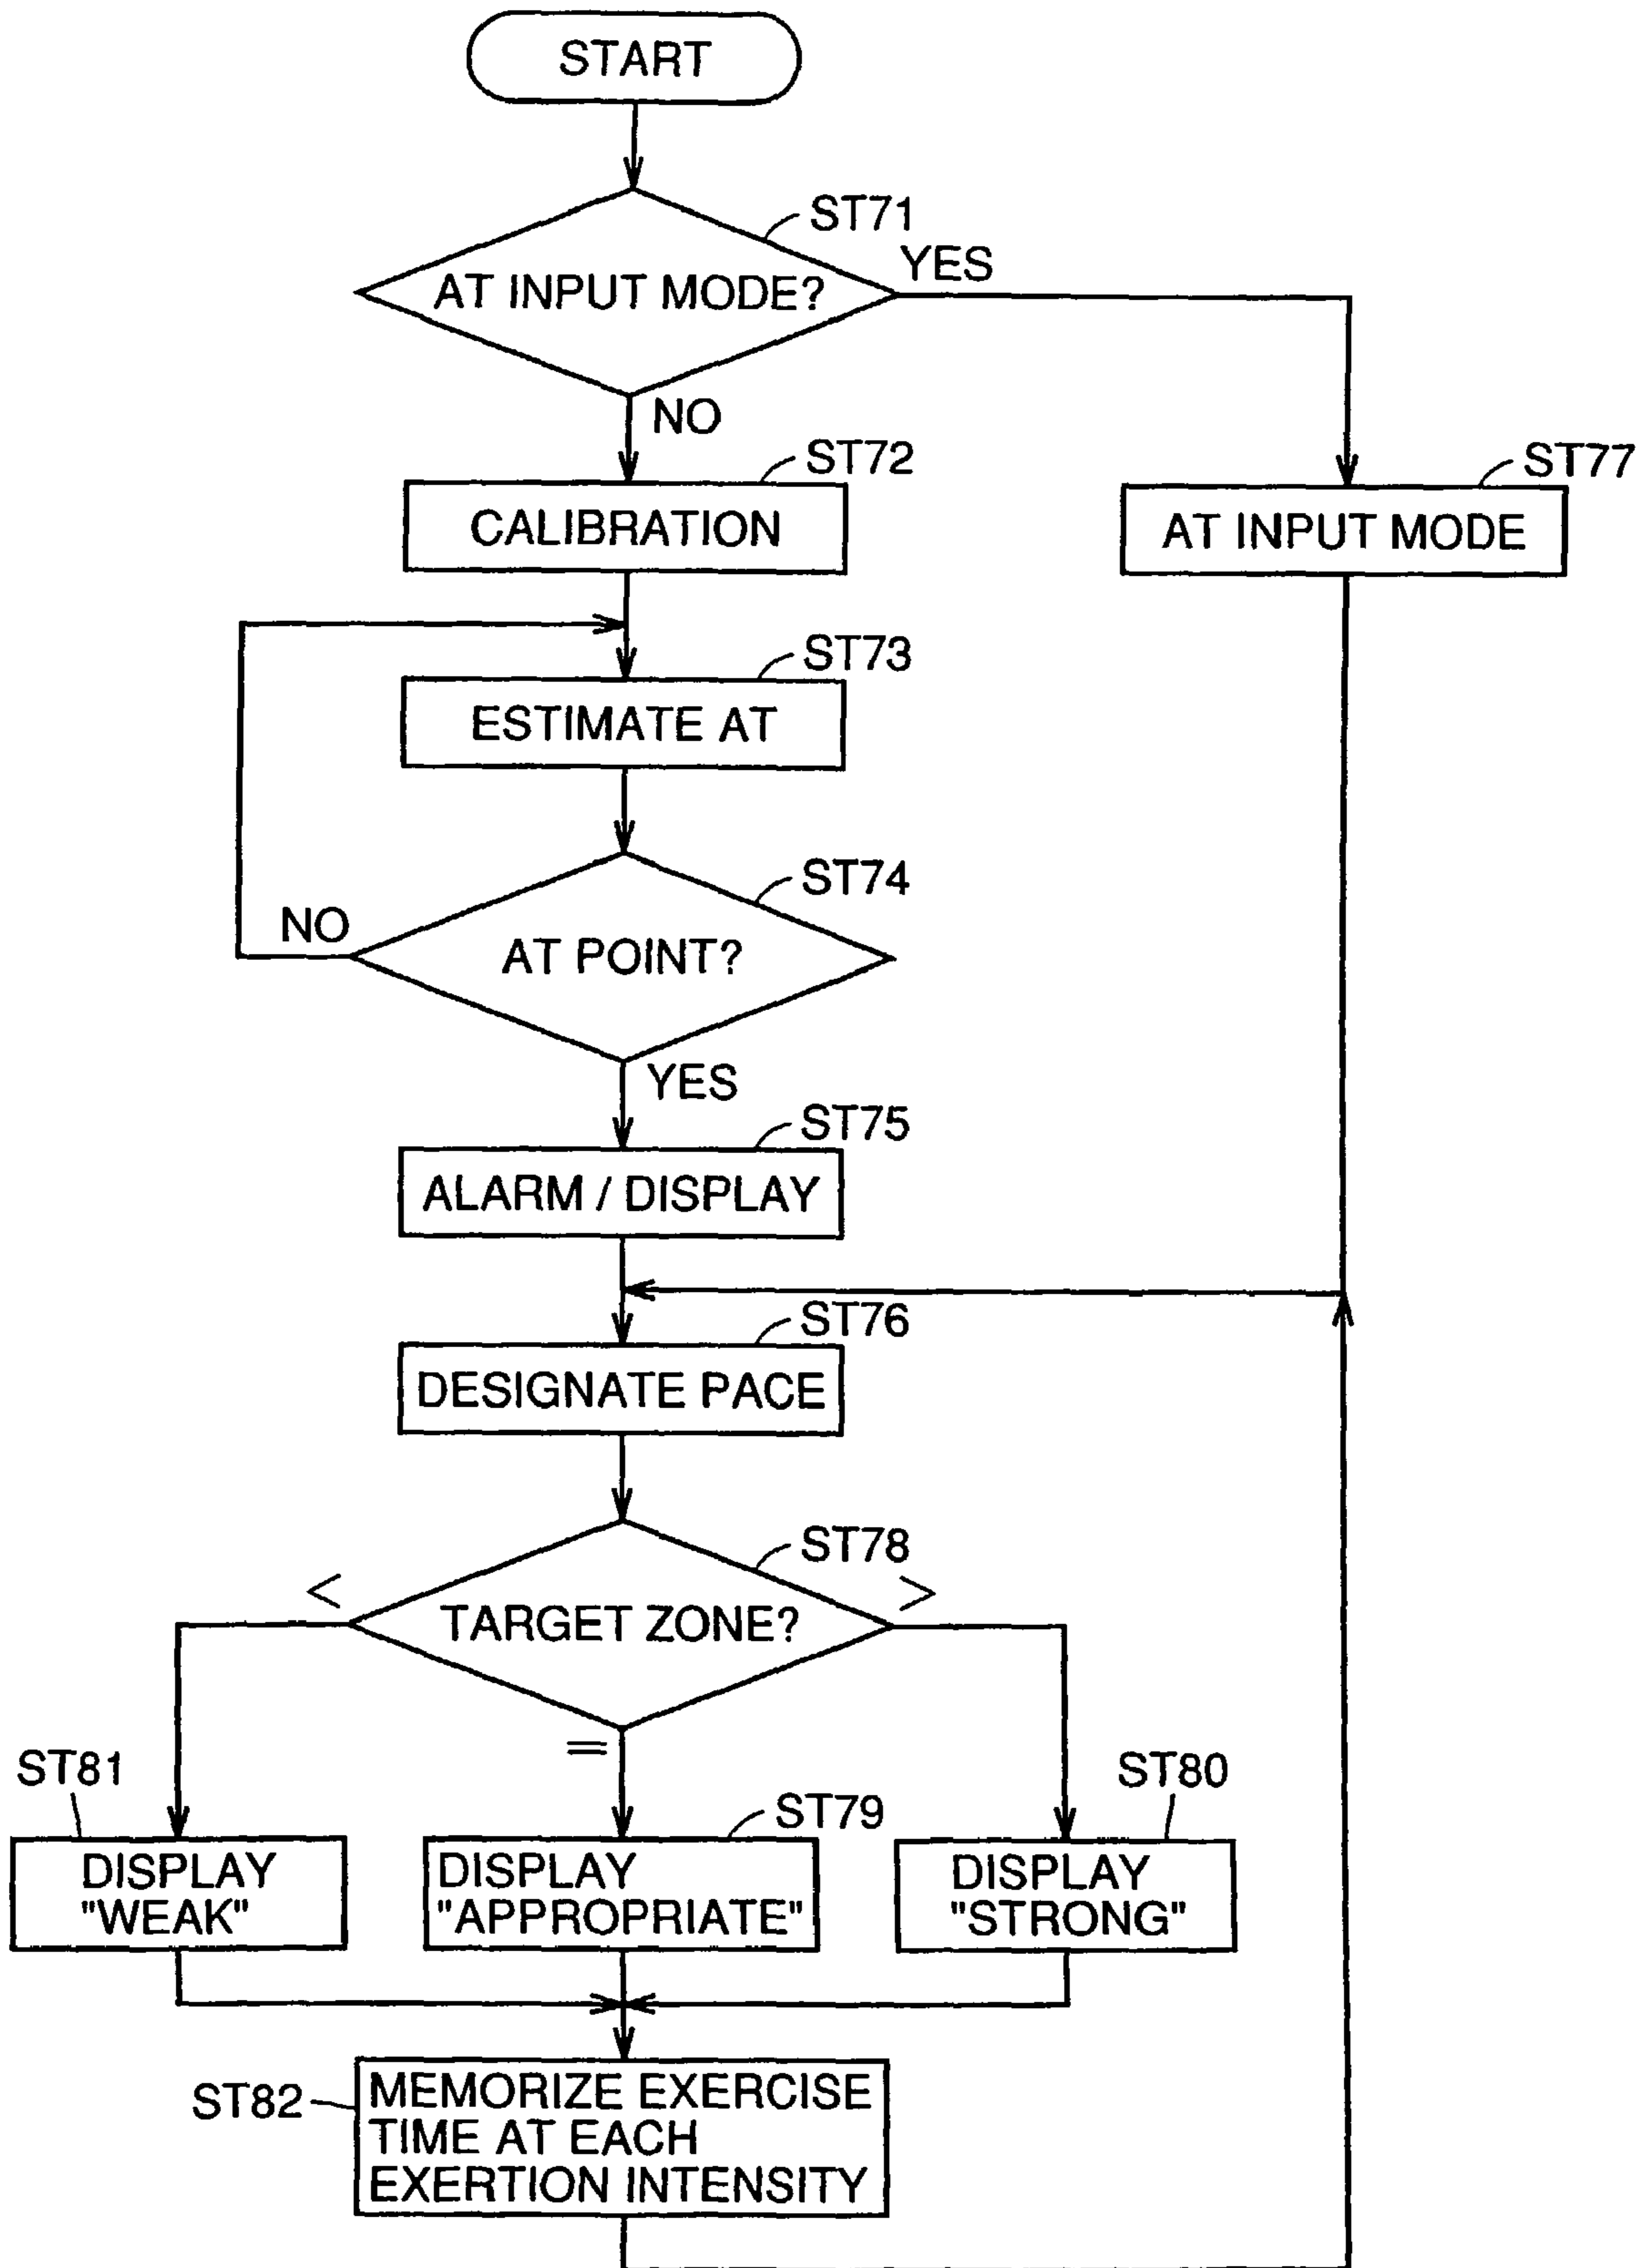 START
ST71
AT INPUT MODE?
YES
NO
ST72
CALIBRATION
ST77
AT INPUT MODE
ST73
ESTIMATE AT
ST74
NO
AT POINT?
YES
ST75
ALARM / DISPLAY
ST76
DESIGNATE PACE
ST78
<
TARGET ZONE?
>
=
ST81
DISPLAY
"WEAK"
ST79
DISPLAY
"APPROPRIATE"
ST80
DISPLAY
"STRONG"
ST82
MEMORIZE EXERCISE
TIME AT EACH
EXERTION INTENSITY